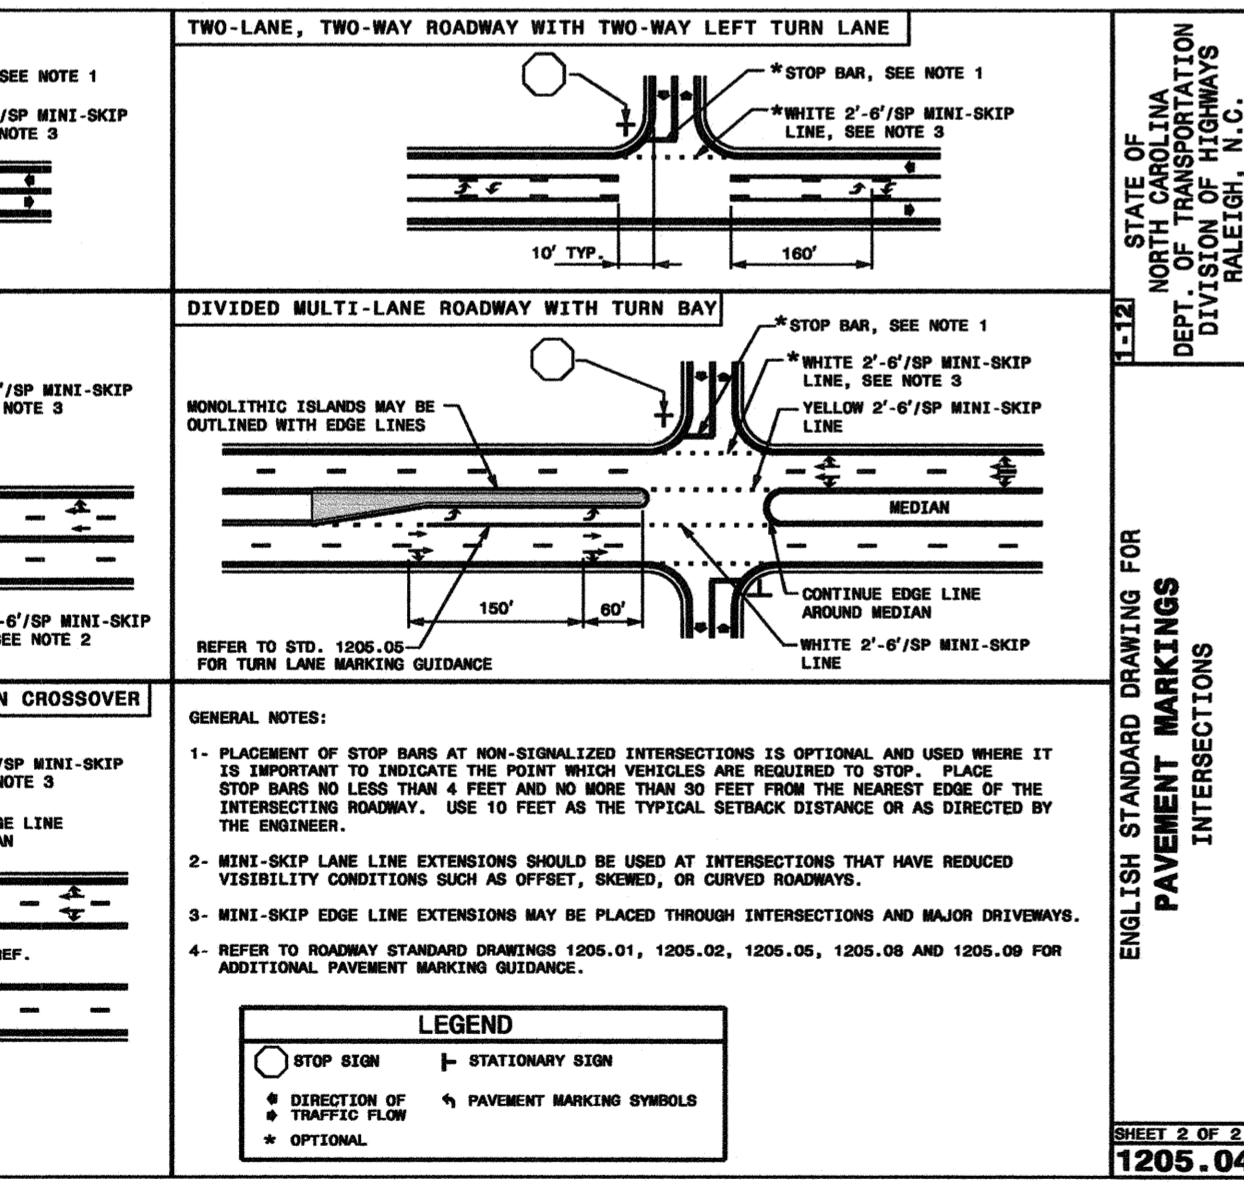 SEE NOTE 1
/SP MINI-SKIP
NOTE 3
'/SP MINI-SKIP
NOTE 3
-6'/SP MINI-SKIP
SEE NOTE 2
N CROSSOVER
/SP MINI-SKIP
NOTE 3
GE LINE
AN
REF.
TWO-LANE, TWO-WAY ROADWAY WITH TWO-WAY LEFT TURN LANE
*STOP BAR, SEE NOTE 1
*WHITE 2'-6'/SP MINI-SKIP
LINE, SEE NOTE 3
10' TYP.
160'
DIVIDED MULTI-LANE ROADWAY WITH TURN BAY
*STOP BAR, SEE NOTE 1
*WHITE 2'-6'/SP MINI-SKIP
LINE, SEE NOTE 3
MONOLITHIC ISLANDS MAY BE
OUTLINED WITH EDGE LINES
YELLOW 2'-6'/SP MINI-SKIP
LINE
MEDIAN
150'
60'
CONTINUE EDGE LINE
AROUND MEDIAN
REFER TO STD. 1205.05
FOR TURN LANE MARKING GUIDANCE
WHITE 2'-6'/SP MINI-SKIP
LINE
GENERAL NOTES:
1- PLACEMENT OF STOP BARS AT NON-SIGNALIZED INTERSECTIONS IS OPTIONAL AND USED WHERE IT
IS IMPORTANT TO INDICATE THE POINT WHICH VEHICLES ARE REQUIRED TO STOP. PLACE
STOP BARS NO LESS THAN 4 FEET AND NO MORE THAN 30 FEET FROM THE NEAREST EDGE OF THE
INTERSECTING ROADWAY. USE 10 FEET AS THE TYPICAL SETBACK DISTANCE OR AS DIRECTED BY
THE ENGINEER.
2- MINI-SKIP LANE LINE EXTENSIONS SHOULD BE USED AT INTERSECTIONS THAT HAVE REDUCED
VISIBILITY CONDITIONS SUCH AS OFFSET, SKEWED, OR CURVED ROADWAYS.
3- MINI-SKIP EDGE LINE EXTENSIONS MAY BE PLACED THROUGH INTERSECTIONS AND MAJOR DRIVEWAYS.
4- REFER TO ROADWAY STANDARD DRAWINGS 1205.01, 1205.02, 1205.05, 1205.08 AND 1205.09 FOR
ADDITIONAL PAVEMENT MARKING GUIDANCE.
LEGEND
STOP SIGN
STATIONARY SIGN
DIRECTION OF
TRAFFIC FLOW
PAVEMENT MARKING SYMBOLS
* OPTIONAL
STATE OF
NORTH CAROLINA
DEPT. OF TRANSPORTATION
DIVISION OF HIGHWAYS
RALEIGH, N.C.
1-12
ENGLISH STANDARD DRAWING FOR
PAVEMENT MARKINGS
INTERSECTIONS
SHEET 2 OF 2
1205.04